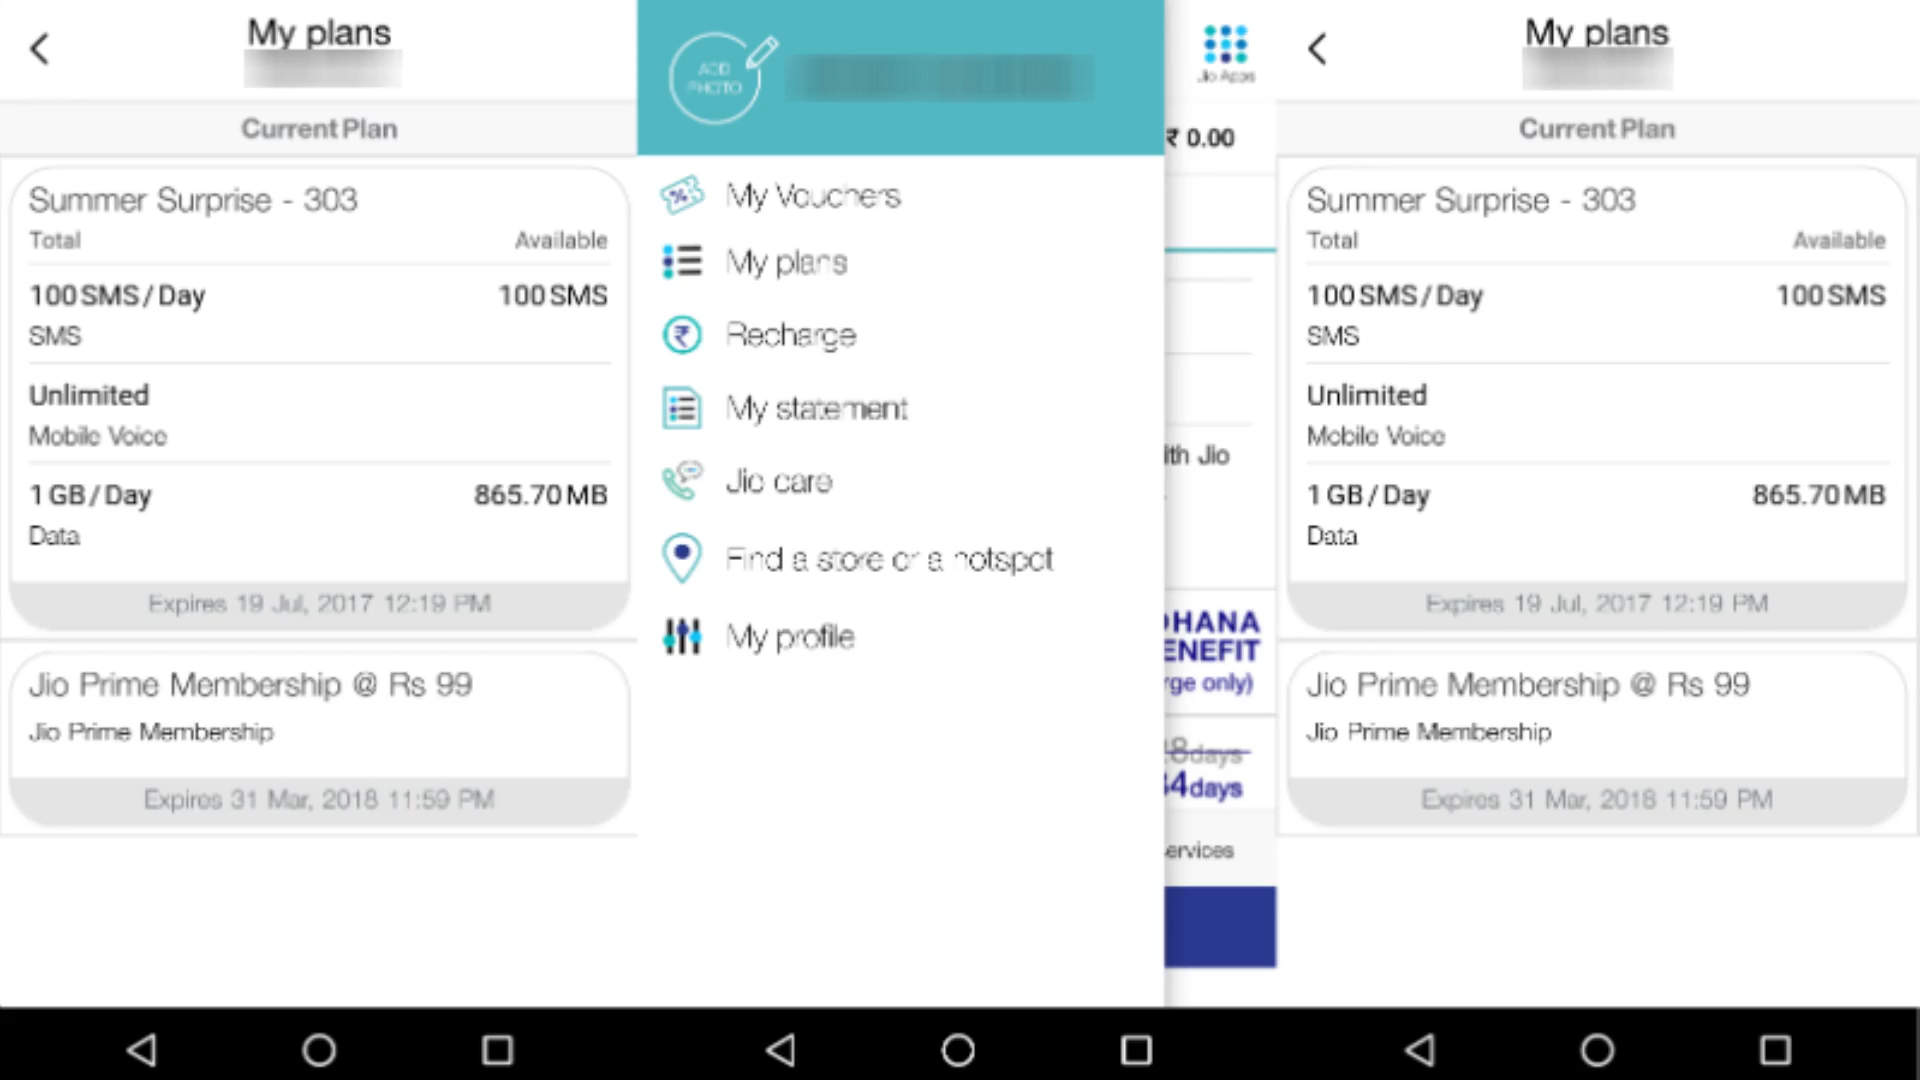 My plans
Current Plan
Summer Surprise - 303
Total Available
100 SMS / Day 100 SMS
SMS
Unlimited
Mobile Voice
1 GB / Day 865.70 MB
Data
Expires 19 Jul, 2017 12:19 PM
Jio Prime Membership @ Rs 99
Jio Prime Membership
Expires 31 Mar, 2018 11:59 PM
ADD
PHOTO
My Vouchers
My plans
Recharge
My statement
Jio care
Find a store or a hotspot
My profile
Jio Apps
₹ 0.00
ith Jio
HANA
ENEFIT
rge only)
8days
4days
ervices
My plans
Current Plan
Summer Surprise - 303
Total Available
100 SMS / Day 100 SMS
SMS
Unlimited
Mobile Voice
1 GB / Day 865.70 MB
Data
Expires 19 Jul, 2017 12:19 PM
Jio Prime Membership @ Rs 99
Jio Prime Membership
Expires 31 Mar, 2018 11:59 PM